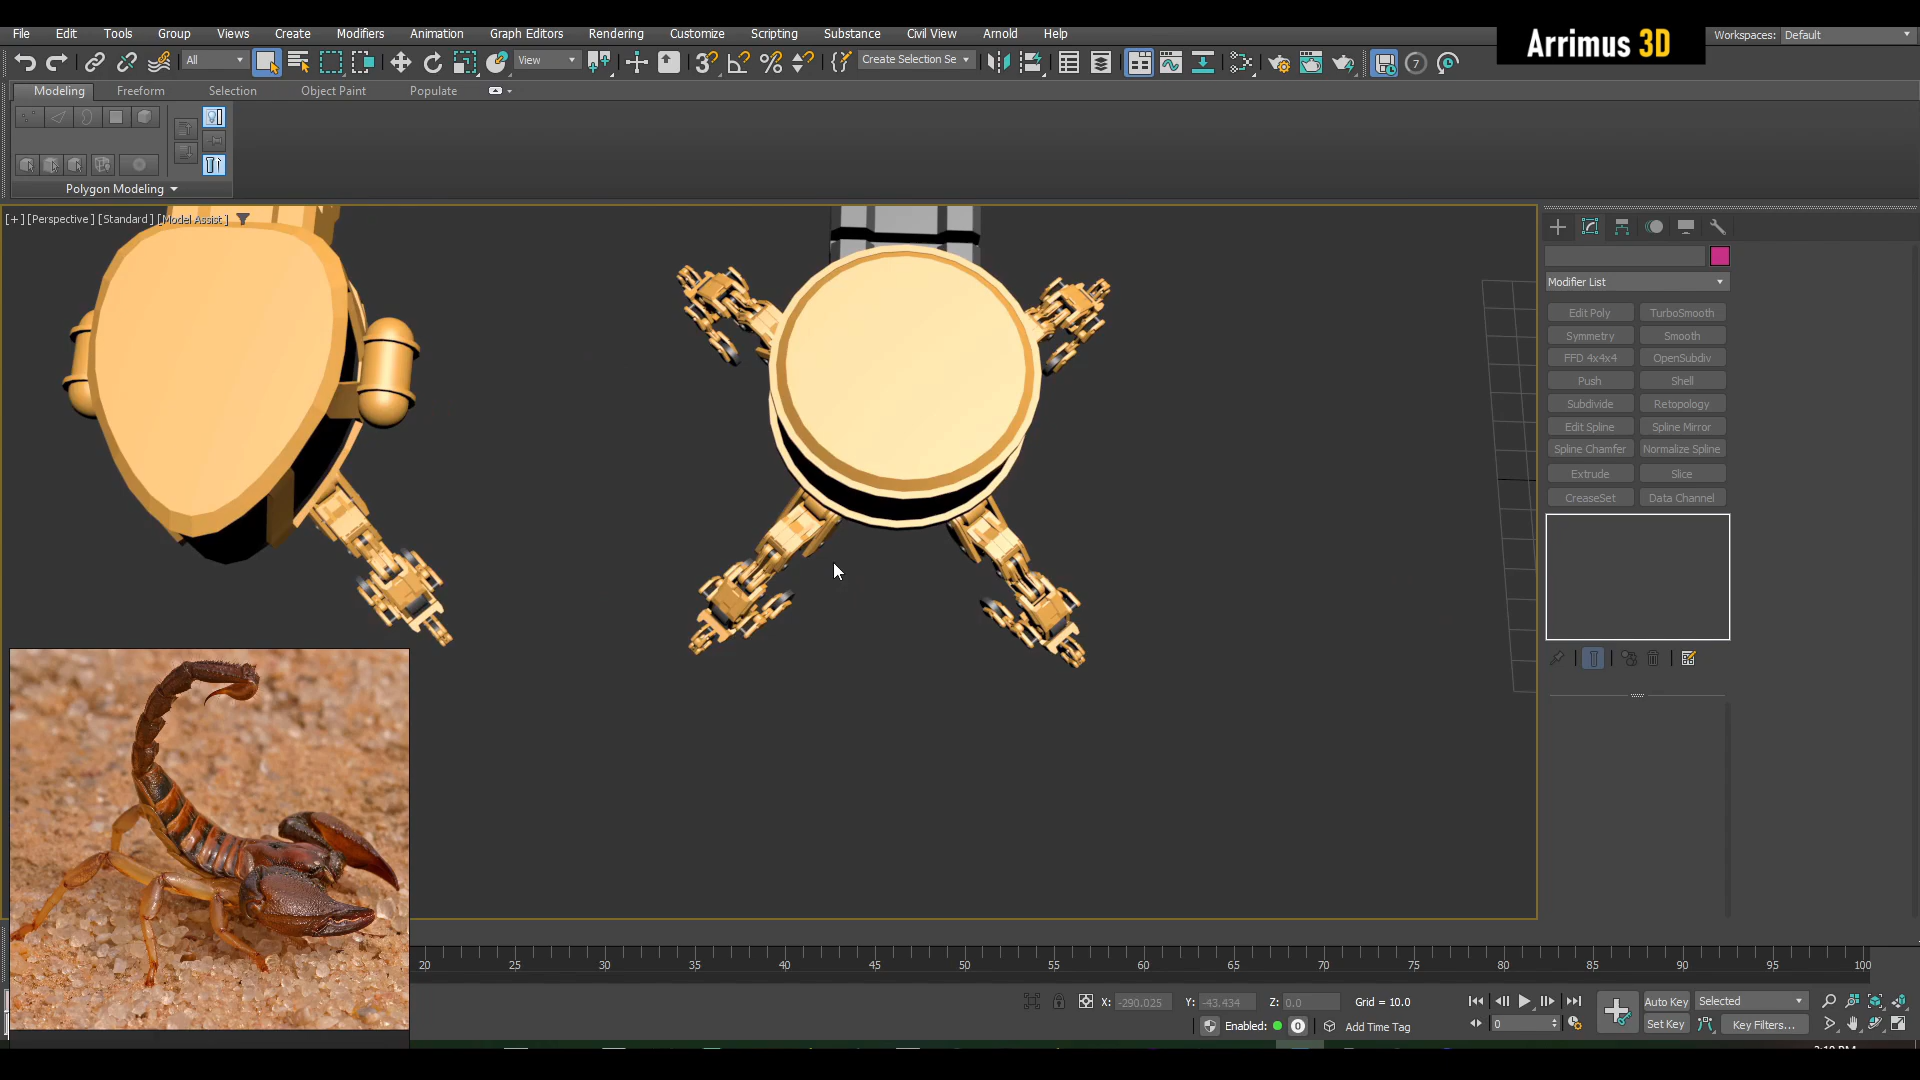 File Edit Tools Group Views Create Modifiers Animation Graph Editors Rendering Customize Scripting Substance Civil View Arnold Help
Arrimus 3D
Workspaces: Default
All
View
Create Selection Se
7
Modeling Freeform Selection Object Paint Populate
Polygon Modeling
[+] [Perspective] [Standard] [Model Assist]
Modifier List
Edit Poly TurboSmooth
Symmetry Smooth
FFD 4x4x4 OpenSubdiv
Push Shell
Subdivide Retopology
Edit Spline Spline Mirror
Spline Chamfer Normalize Spline
Extrude Slice
CreaseSet Data Channel
20 25 30 35 40 45 50 55 60 65 70 75 80 85 90 95 100
X: -290.025 Y: -43.434 Z: 0.0 Grid = 10.0
Auto Key Selected
Enabled: 0 Add Time Tag
0
Set Key Key Filters...